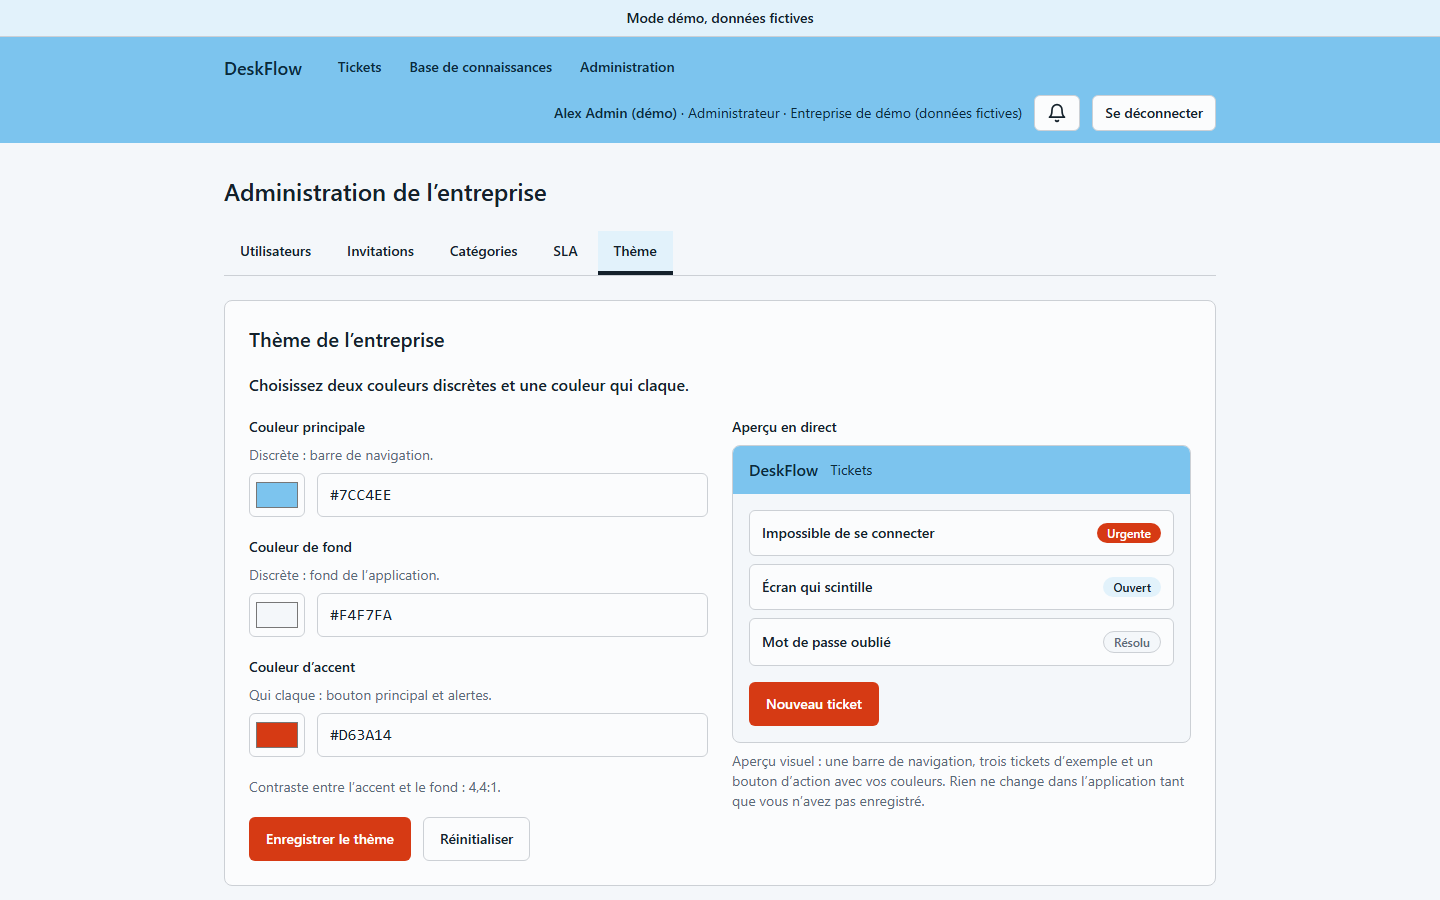 Mode démo, données fictives
DeskFlow Tickets Base de connaissances Administration
Alex Admin (démo) · Administrateur · Entreprise de démo (données fictives) Se déconnecter
Administration de l’entreprise
Utilisateurs Invitations Catégories SLA Thème
Thème de l’entreprise
Choisissez deux couleurs discrètes et une couleur qui claque.
Couleur principale
Discrète : barre de navigation.
#7CC4EE
Couleur de fond
Discrète : fond de l’application.
#F4F7FA
Couleur d’accent
Qui claque : bouton principal et alertes.
#D63A14
Contraste entre l’accent et le fond : 4,4:1.
Enregistrer le thème Réinitialiser
Aperçu en direct
DeskFlow Tickets
Impossible de se connecter Urgente
Écran qui scintille Ouvert
Mot de passe oublié Résolu
Nouveau ticket
Aperçu visuel : une barre de navigation, trois tickets d’exemple et un
bouton d’action avec vos couleurs. Rien ne change dans l’application tant
que vous n’avez pas enregistré.